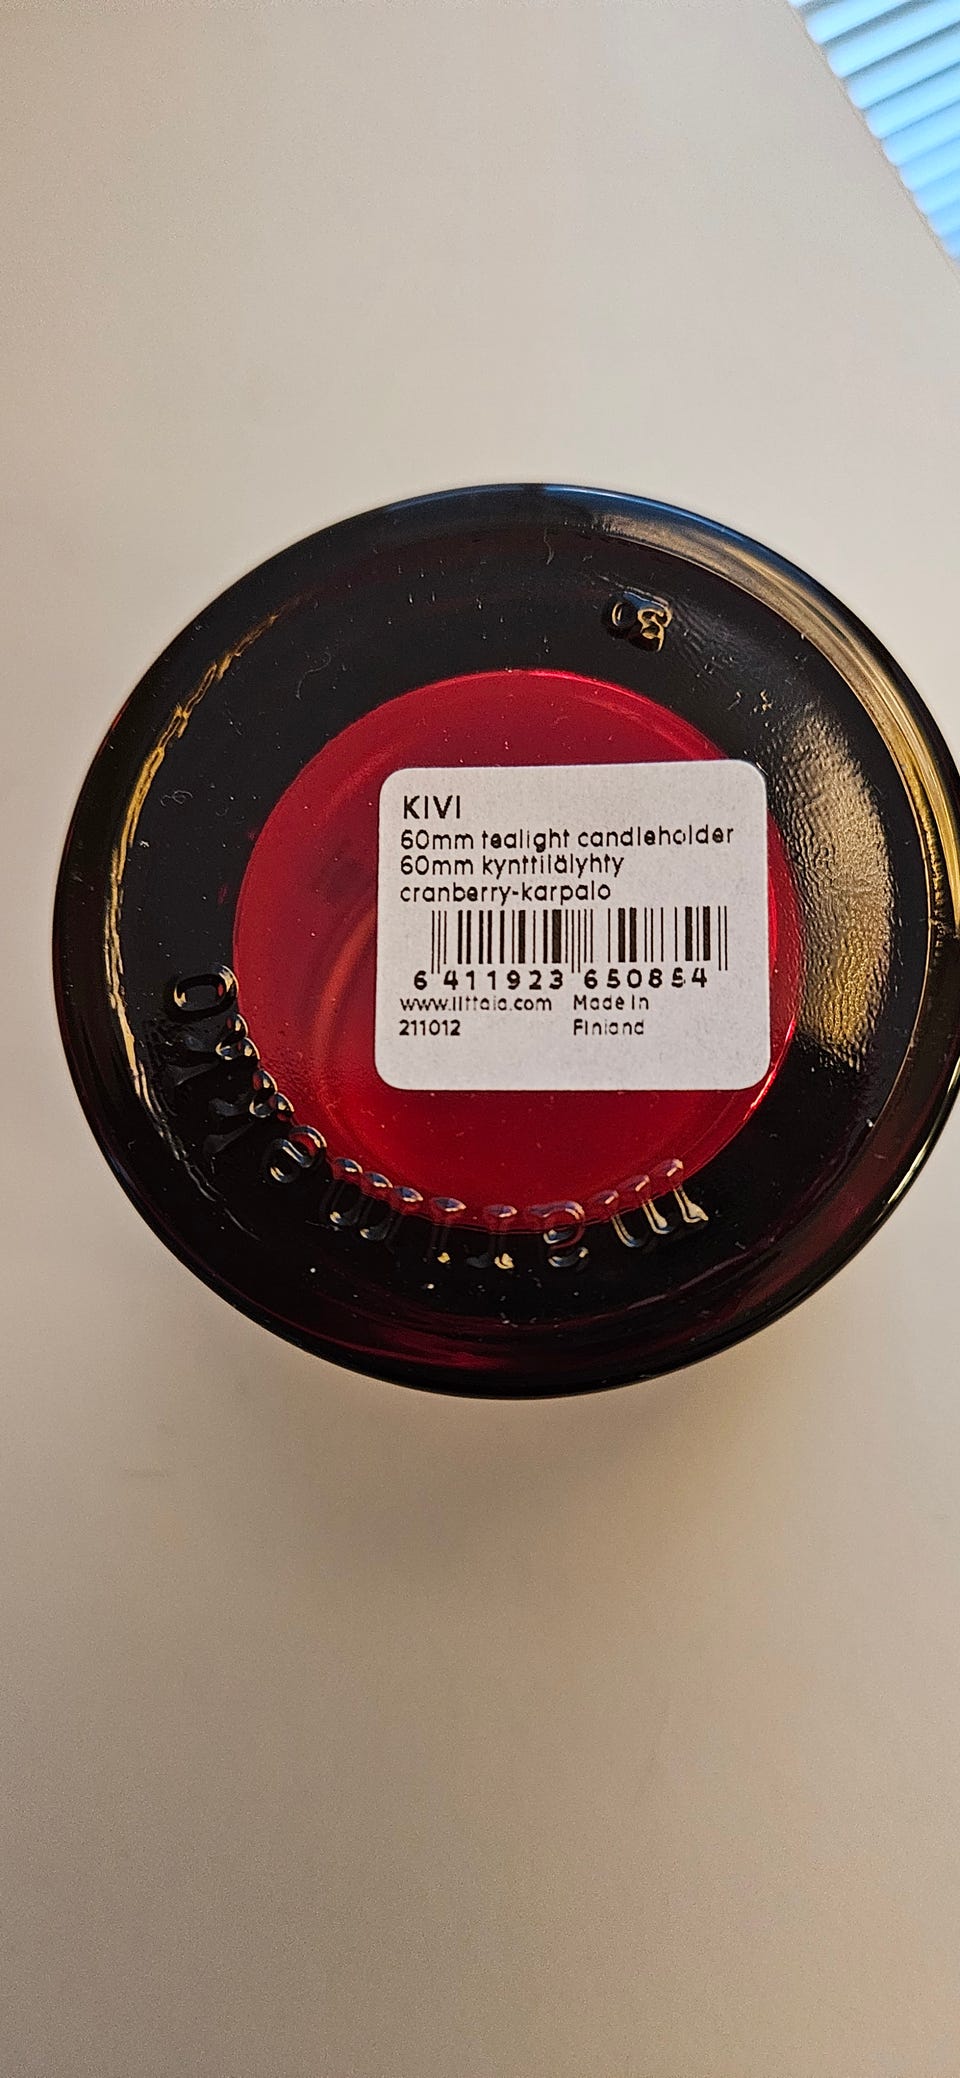 30
KIVI
60mm tealight candleholder
60mm kynttilälyhty
cranberry-karpalo
6 411923 650854
www.iittala.com Made in
211012 Finland
marimekko